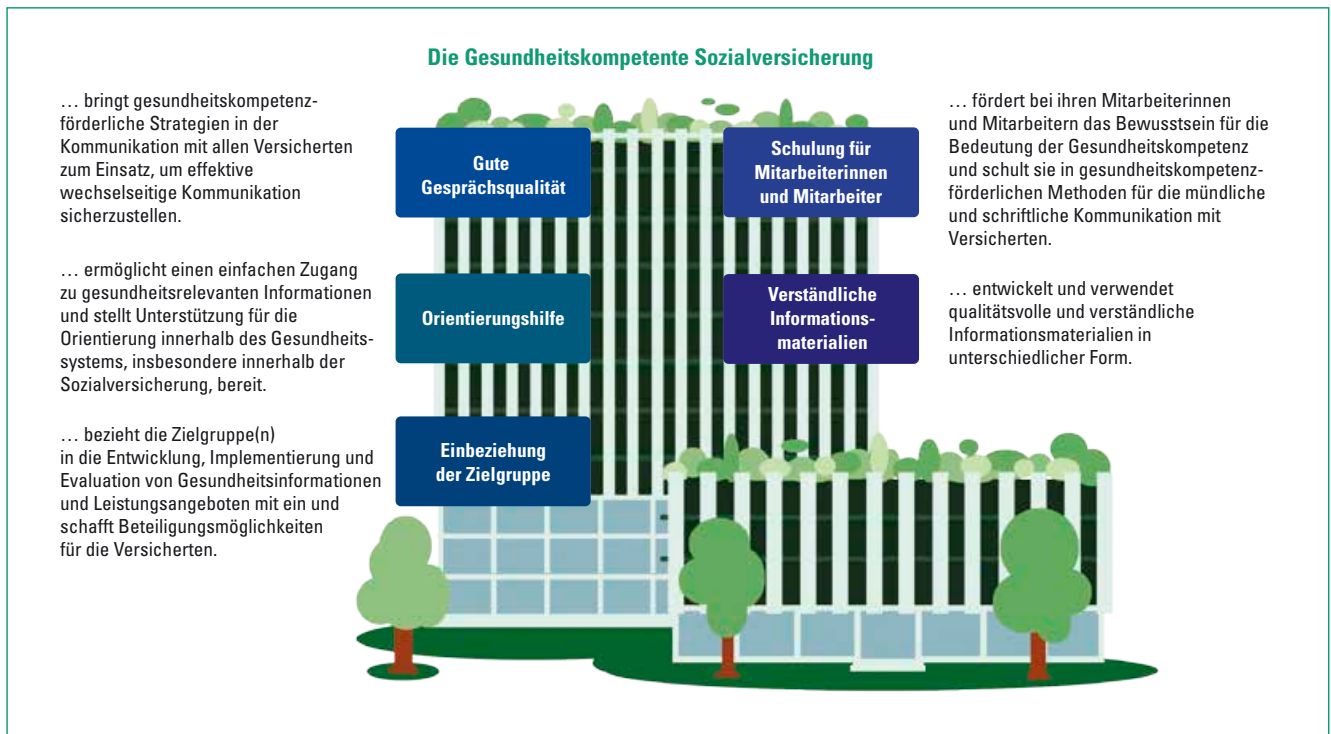 Die Gesundheitskompetente Sozialversicherung
… bringt gesundheitskompetenz-
förderliche Strategien in der
Kommunikation mit allen Versicherten
zum Einsatz, um effektive
wechselseitige Kommunikation
sicherzustellen.
Gute
Gesprächsqualität
… ermöglicht einen einfachen Zugang
zu gesundheitsrelevanten Informationen
und stellt Unterstützung für die
Orientierung innerhalb des Gesundheits-
systems, insbesondere innerhalb der
Sozialversicherung, bereit.
Orientierungshilfe
… bezieht die Zielgruppe(n)
in die Entwicklung, Implementierung und
Evaluation von Gesundheitsinformationen
und Leistungsangeboten mit ein und
schafft Beteiligungsmöglichkeiten
für die Versicherten.
Einbeziehung
der Zielgruppe
Schulung für
Mitarbeiterinnen
und Mitarbeiter
… fördert bei ihren Mitarbeiterinnen
und Mitarbeitern das Bewusstsein für die
Bedeutung der Gesundheitskompetenz
und schult sie in gesundheitskompetenz-
förderlichen Methoden für die mündliche
und schriftliche Kommunikation mit
Versicherten.
Verständliche
Informations-
materialien
… entwickelt und verwendet
qualitätsvolle und verständliche
Informationsmaterialien in
unterschiedlicher Form.